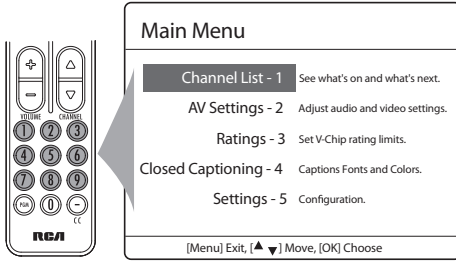 Main Menu
Channel List - 1 See what's on and what's next.
AV Settings - 2 Adjust audio and video settings.
Ratings - 3 Set V-Chip rating limits.
Closed Captioning - 4 Captions Fonts and Colors.
Settings - 5 Configuration.
[Menu] Exit, [▲ ▼] Move, [OK] Choose
+ △
− ▽
VOLUME CHANNEL
1 2 3
4 5 6
7 8 9
PGM 0 −
CC
RCA